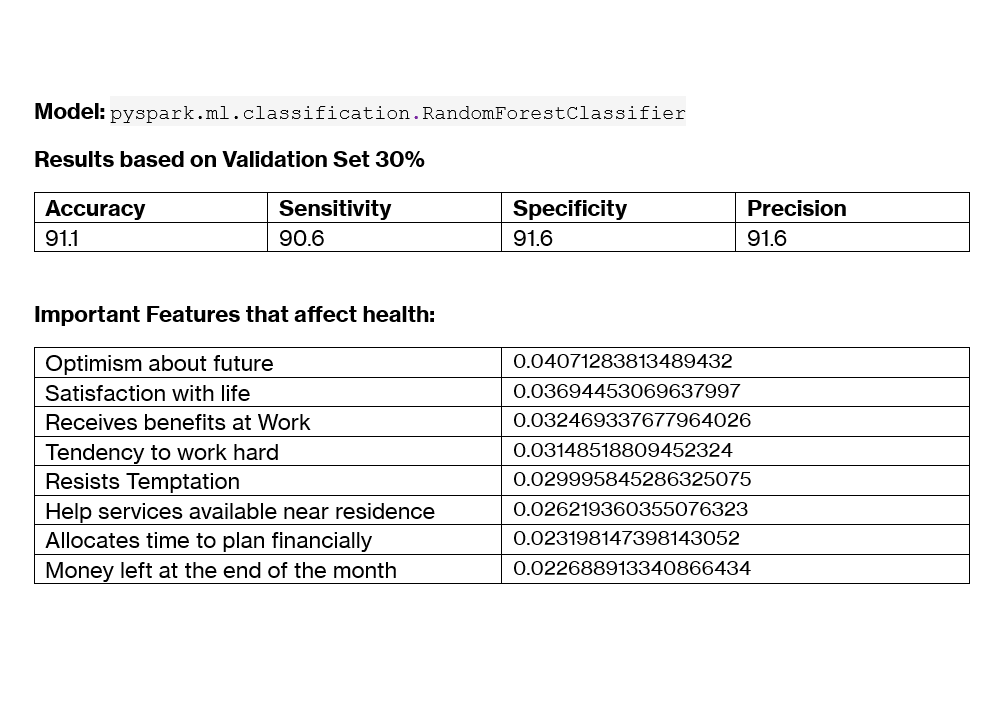 Model: pyspark.ml.classification.RandomForestClassifier
Results based on Validation Set 30%
Accuracy Sensitivity Specificity Precision
91.1 90.6 91.6 91.6
Important Features that affect health:
Optimism about future 0.04071283813489432
Satisfaction with life 0.03694453069637997
Receives benefits at Work 0.032469337677964026
Tendency to work hard 0.03148518809452324
Resists Temptation 0.029995845286325075
Help services available near residence 0.026219360355076323
Allocates time to plan financially 0.023198147398143052
Money left at the end of the month 0.022688913340866434